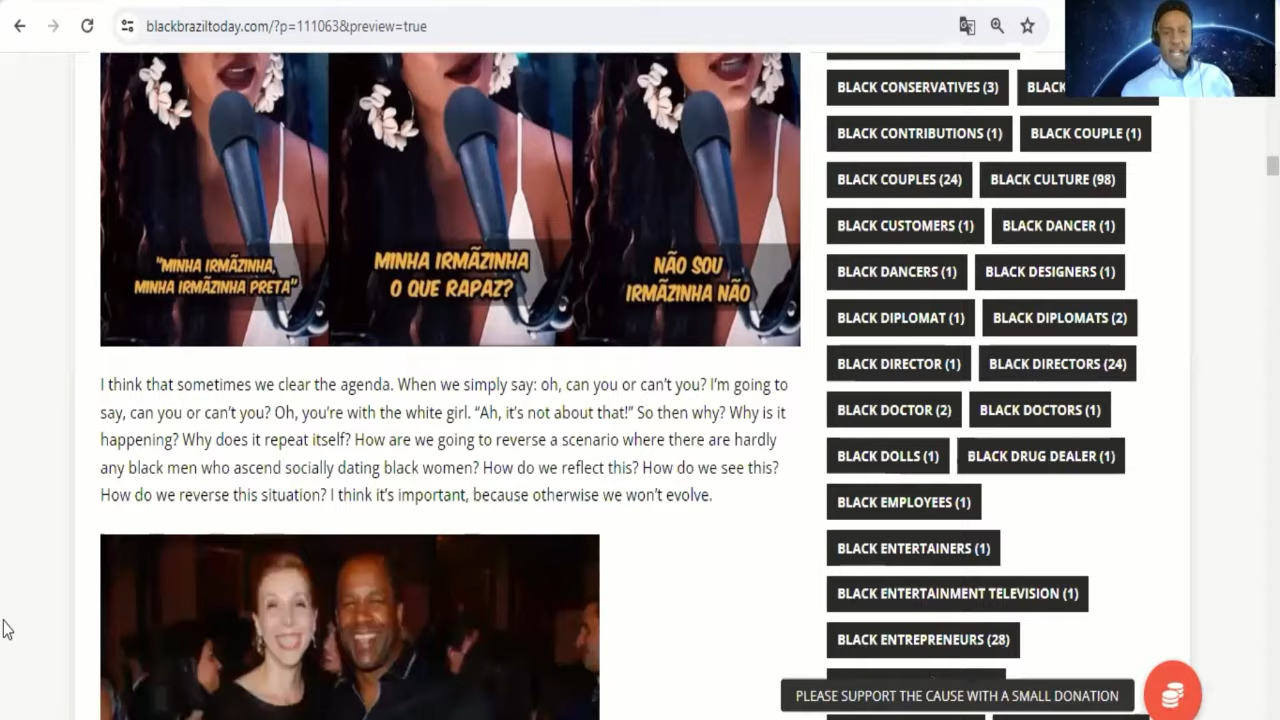 blackbraziltoday.com/?p=111063&preview=true
"MINHA IRMÃZINHA,
MINHA IRMÃZINHA PRETA"
MINHA IRMÃZINHA
O QUE RAPAZ?
NÃO SOU
IRMÃZINHA NÃO
I think that sometimes we clear the agenda. When we simply say: oh, can you or can't you? I'm going to
say, can you or can't you? Oh, you're with the white girl. “Ah, it's not about that!” So then why? Why is it
happening? Why does it repeat itself? How are we going to reverse a scenario where there are hardly
any black men who ascend socially dating black women? How do we reflect this? How do we see this?
How do we reverse this situation? I think it's important, because otherwise we won't evolve.
BLACK CONSERVATIVES (3)
BLACK CONTRIBUTIONS (1) BLACK COUPLE (1)
BLACK COUPLES (24) BLACK CULTURE (98)
BLACK CUSTOMERS (1) BLACK DANCER (1)
BLACK DANCERS (1) BLACK DESIGNERS (1)
BLACK DIPLOMAT (1) BLACK DIPLOMATS (2)
BLACK DIRECTOR (1) BLACK DIRECTORS (24)
BLACK DOCTOR (2) BLACK DOCTORS (1)
BLACK DOLLS (1) BLACK DRUG DEALER (1)
BLACK EMPLOYEES (1)
BLACK ENTERTAINERS (1)
BLACK ENTERTAINMENT TELEVISION (1)
BLACK ENTREPRENEURS (28)
PLEASE SUPPORT THE CAUSE WITH A SMALL DONATION